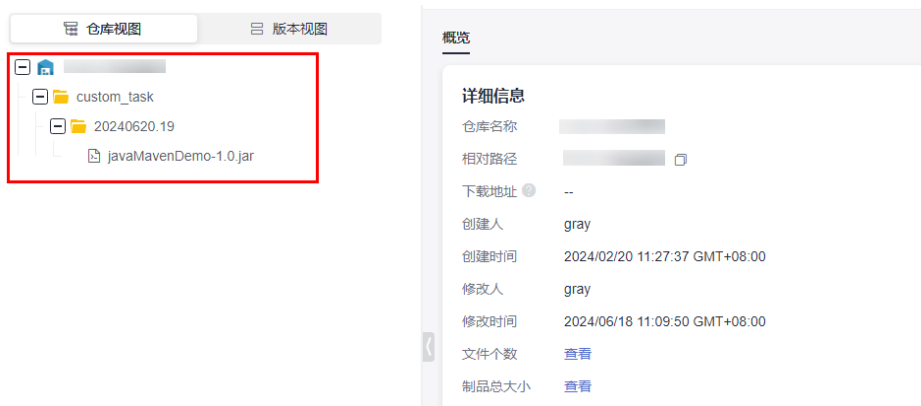 仓库视图
版本视图
custom_task
20240620.19
javaMavenDemo-1.0.jar
概览
详细信息
仓库名称
相对路径
下载地址 --
创建人 gray
创建时间 2024/02/20 11:27:37 GMT+08:00
修改人 gray
修改时间 2024/06/18 11:09:50 GMT+08:00
文件个数 查看
制品总大小 查看